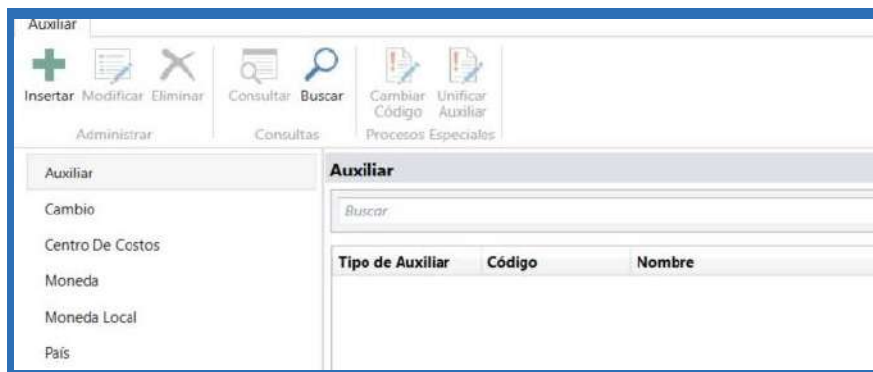 Auxiliar
Insertar Modificar Eliminar Consultar Buscar Cambiar Código Unificar Auxiliar
Administrar Consultas Procesos Especiales
Auxiliar
Cambio
Centro De Costos
Moneda
Moneda Local
País
Auxiliar
Buscar
Tipo de Auxiliar Código Nombre